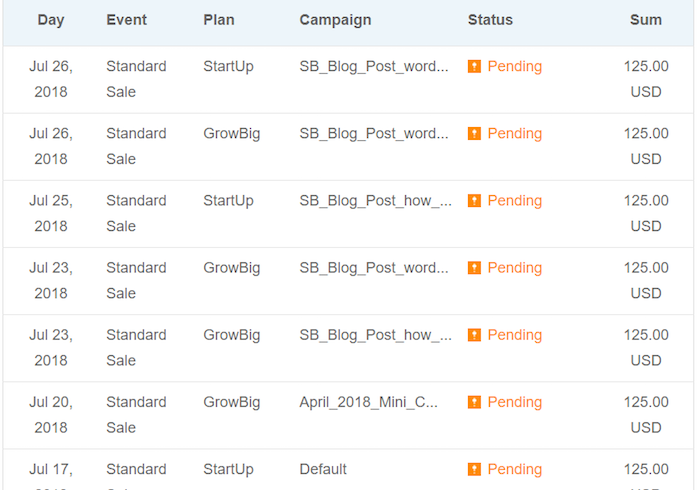 Day Event Plan Campaign Status Sum
Jul 26, Standard StartUp SB_Blog_Post_word... Pending 125.00
2018 Sale USD
Jul 26, Standard GrowBig SB_Blog_Post_word... Pending 125.00
2018 Sale USD
Jul 25, Standard StartUp SB_Blog_Post_how_... Pending 125.00
2018 Sale USD
Jul 23, Standard GrowBig SB_Blog_Post_word... Pending 125.00
2018 Sale USD
Jul 23, Standard GrowBig SB_Blog_Post_how_... Pending 125.00
2018 Sale USD
Jul 20, Standard GrowBig April_2018_Mini_C... Pending 125.00
2018 Sale USD
Jul 17, Standard StartUp Default Pending 125.00